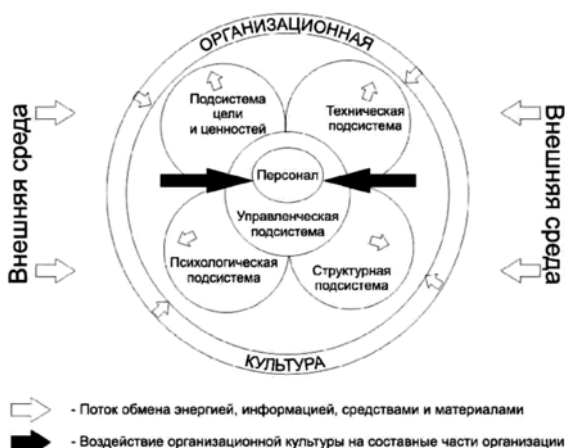 ОРГАНИЗАЦИОННАЯ
Подсистема
цели
и ценностей
Техническая
подсистема
Внешняя среда
Внешняя среда
Персонал
Управленческая
подсистема
Психологическая
подсистема
Структурная
подсистема
КУЛЬТУРА
- Поток обмена энергией, информацией, средствами и материалами
- Воздействие организационной культуры на составные части организации